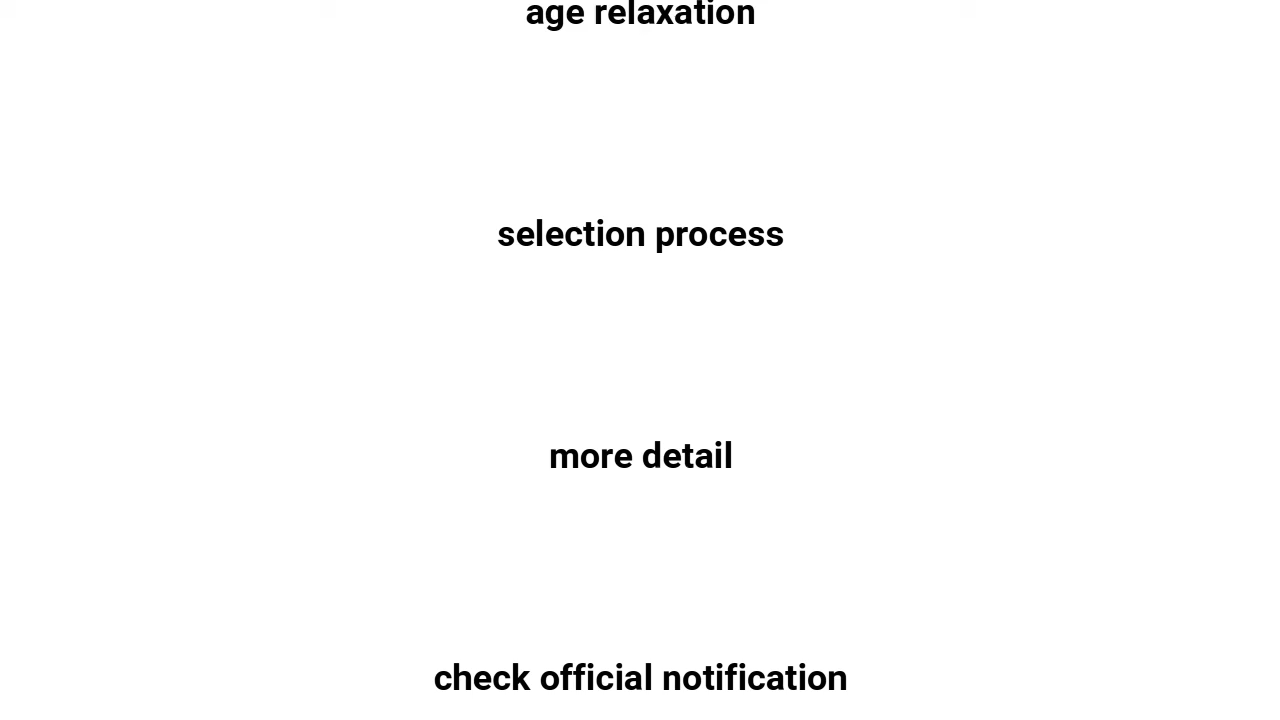 age relaxation
selection process
more detail
check official notification